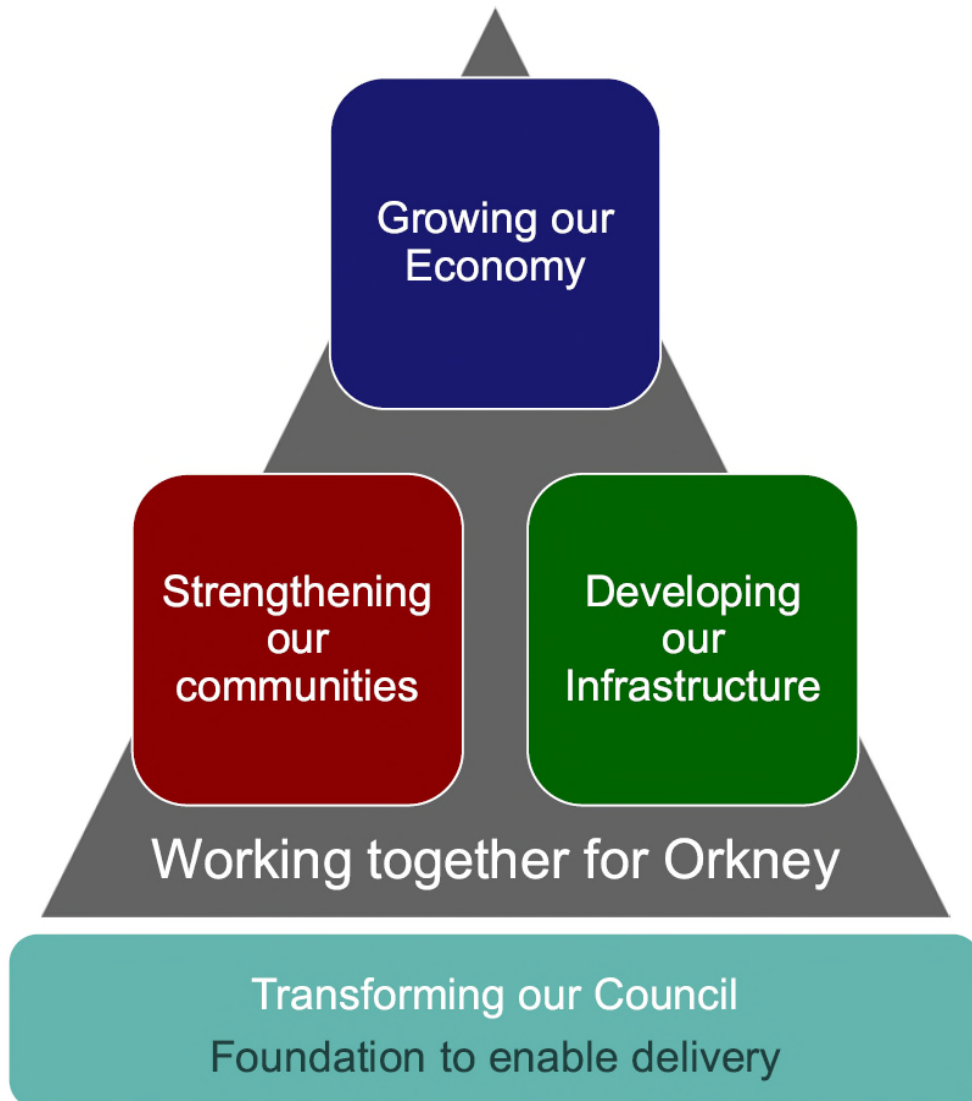 Growing our
Economy
Strengthening
our
communities
Developing
our
Infrastructure
Working together for Orkney
Transforming our Council
Foundation to enable delivery